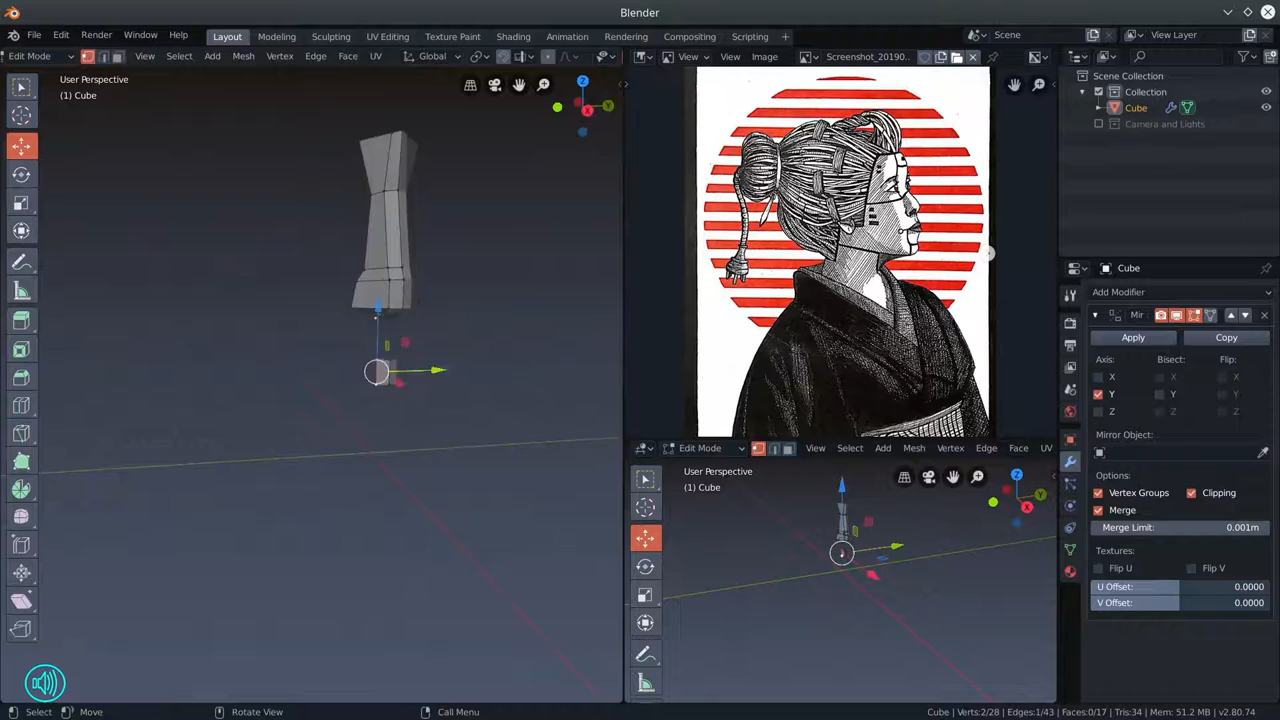 Blender
File Edit Render Window Help Layout Modeling Sculpting UV Editing Texture Paint Shading Animation Rendering Compositing Scripting + Scene View Layer
Edit Mode View Select Add Mesh Vertex Edge Face UV Global View View Image Screenshot_20190...
User Perspective
(1) Cube
Scene Collection
Collection
Cube
Camera and Lights
Cube
Add Modifier
Mir
Apply Copy
Axis: Bisect: Flip:
X X X
Y Y Y
Z Z Z
Mirror Object:
Options:
Vertex Groups Clipping
Merge
Merge Limit: 0.001m
Textures:
Flip U Flip V
U Offset: 0.0000
V Offset: 0.0000
Edit Mode View Select Add Mesh Vertex Edge Face UV
User Perspective
(1) Cube
Select Move Rotate View Call Menu Cube | Verts:2/28 | Edges:1/43 | Faces:0/17 | Tris:34 | Mem: 51.2 MB | v2.80.74